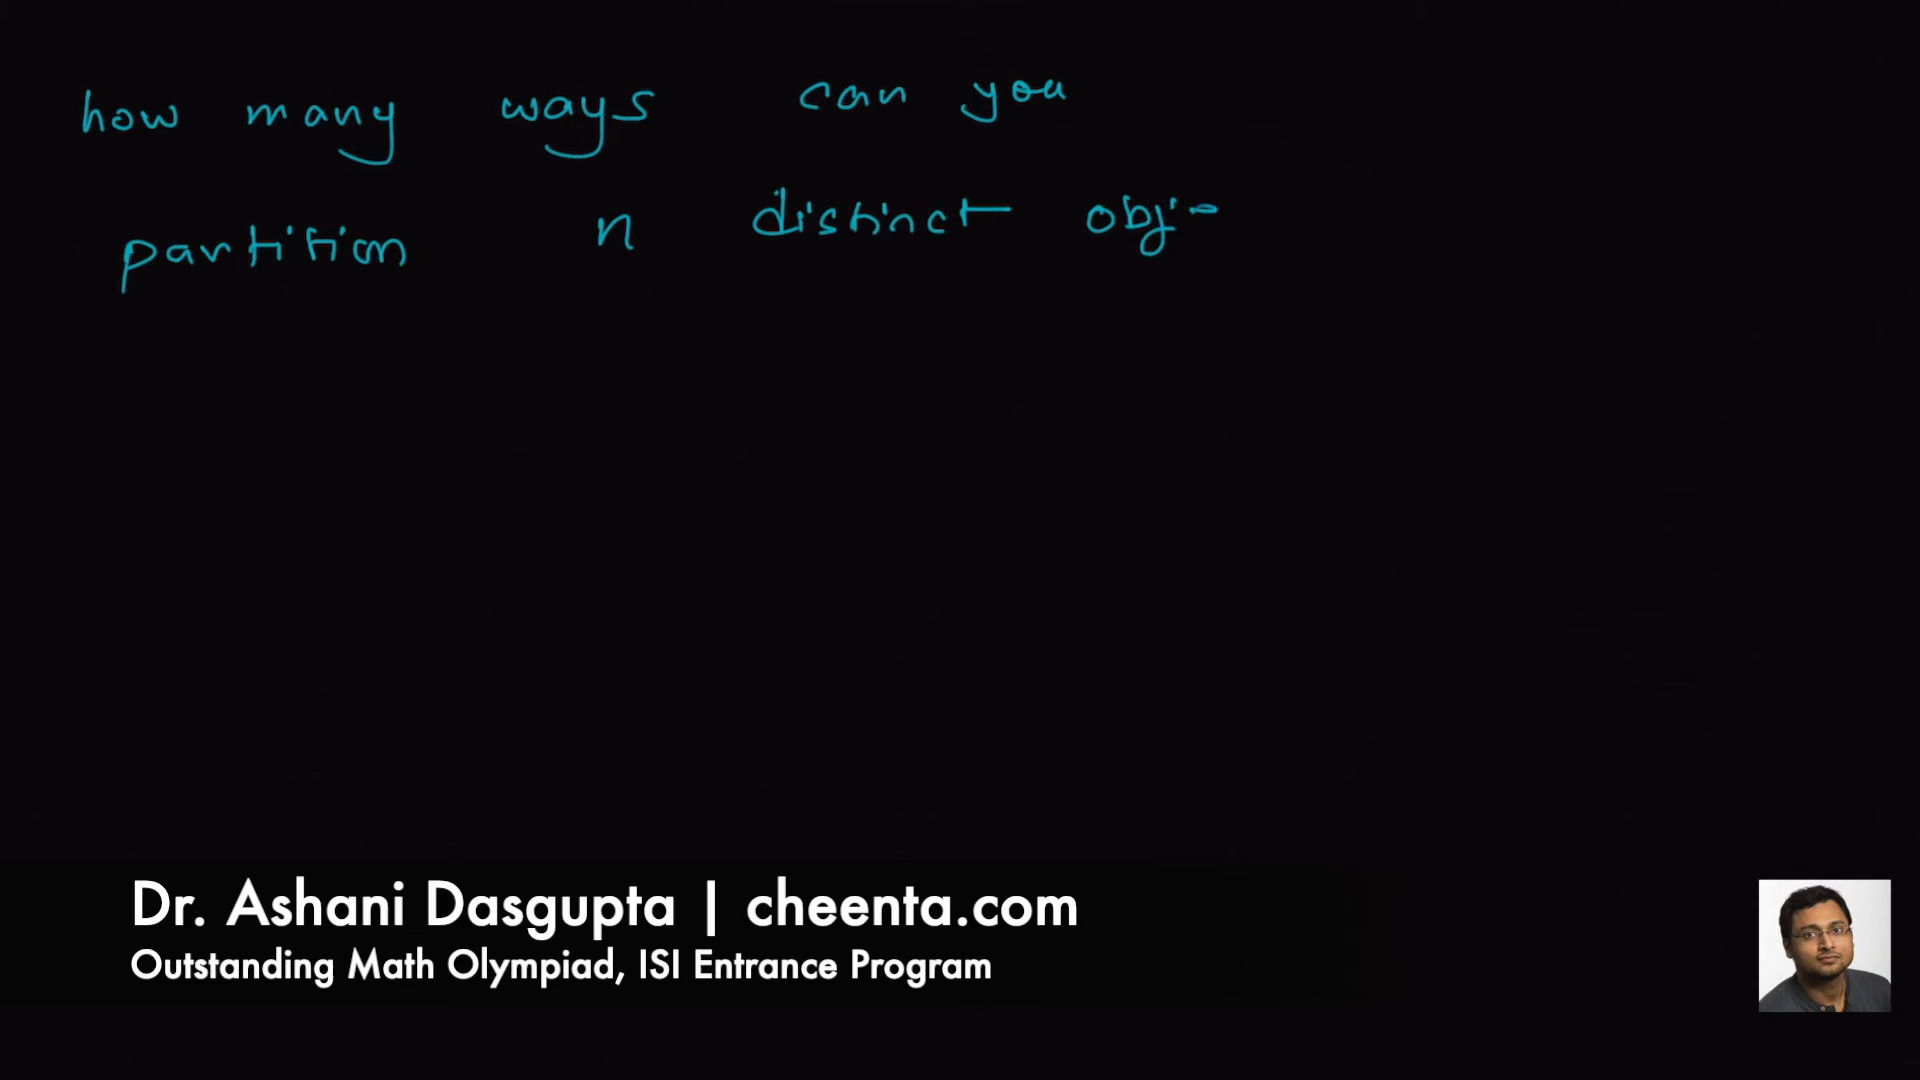 how many ways can you
partition n distinct obj
Dr. Ashani Dasgupta | cheenta.com
Outstanding Math Olympiad, ISI Entrance Program